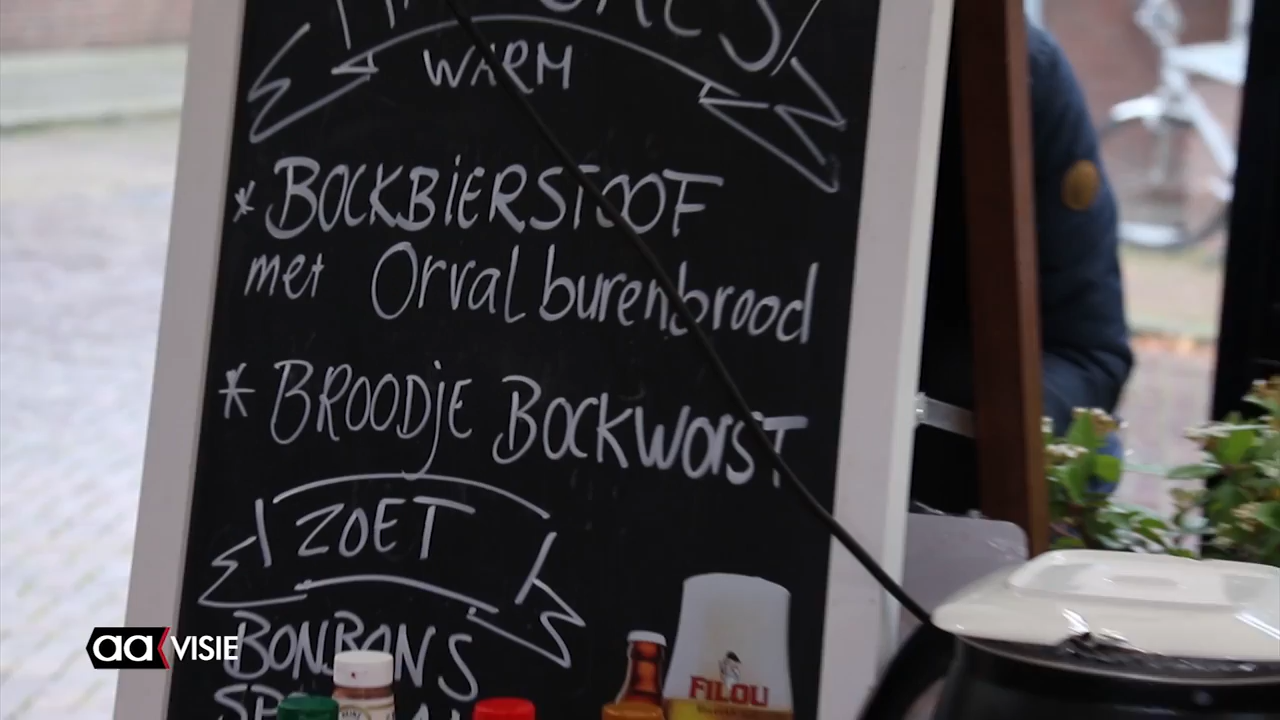 WARM
* BOCKBIERSTOOF
met Orval burenbrood
* BROODJE BOCKWORST
ZOET
BONBONS
FILOU
aa VISIE